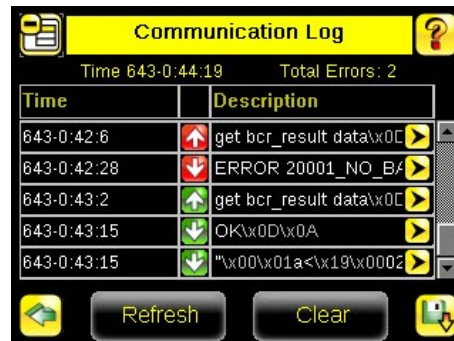 Communication Log
?
Time 643-0:44:19 Total Errors: 2
Time Description
643-0:42:6 get bcr_result data\x0D
643-0:42:28 ERROR 20001_NO_BA
643-0:43:2 get bcr_result data\x0D
643-0:43:15 OK\x0D\x0A
643-0:43:15 "\x00\x01a<\x19\x0002
Refresh Clear